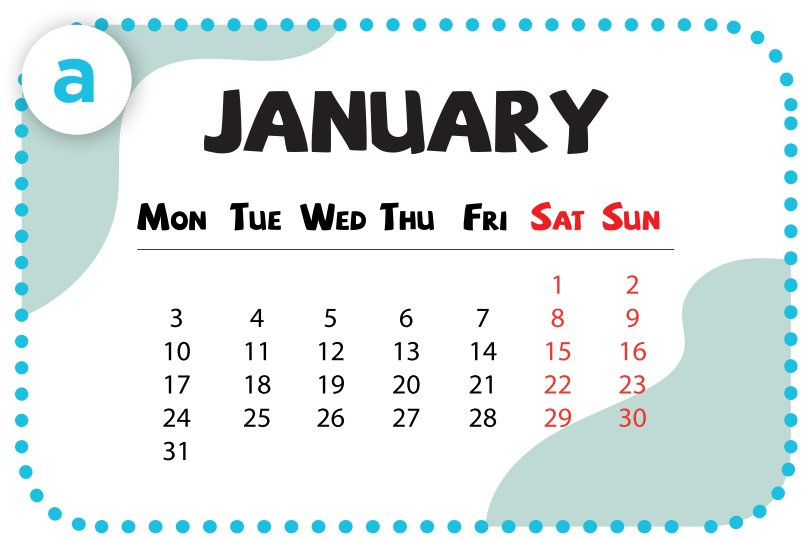 a
JANUARY
MON TUE WED THU FRI SAT SUN
1 2
3 4 5 6 7 8 9
10 11 12 13 14 15 16
17 18 19 20 21 22 23
24 25 26 27 28 29 30
31